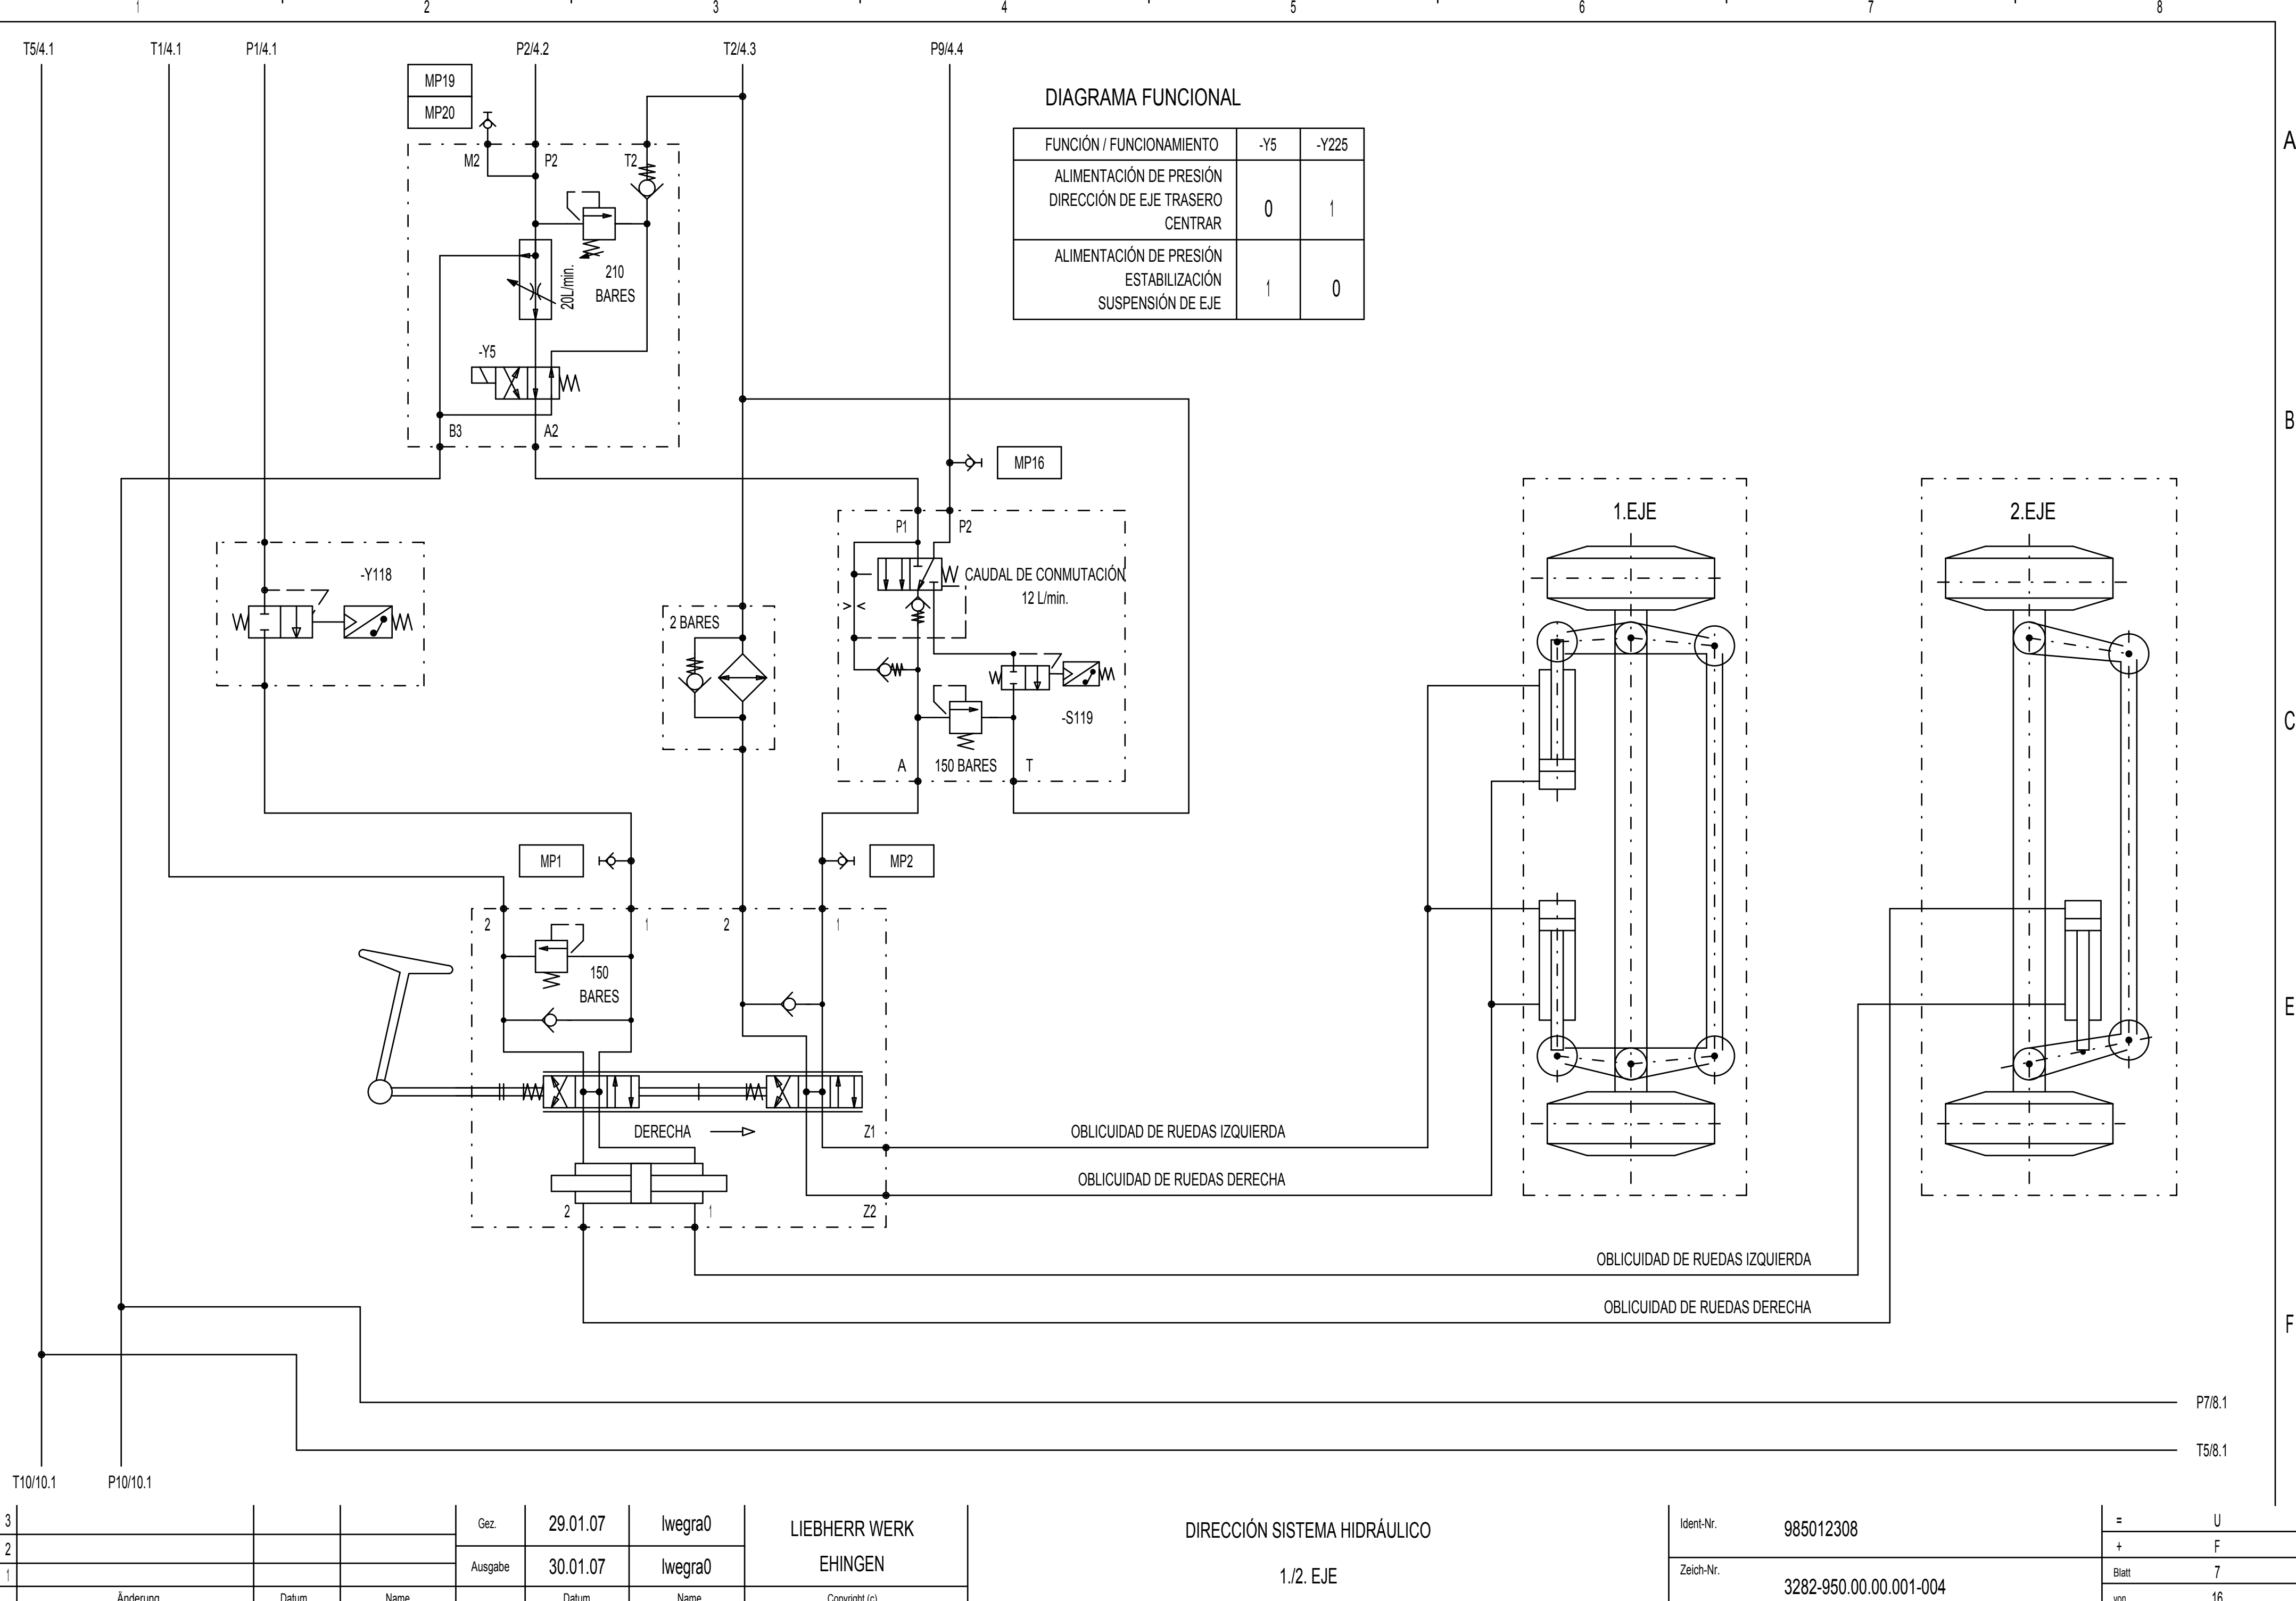 1 2 3 4 5 6 7 8
T5/4.1 T1/4.1 P1/4.1 P2/4.2 T2/4.3 P9/4.4
MP19
MP20
M2 P2 T2
210
BARES
20L/min.
-Y5
B3 A2
DIAGRAMA FUNCIONAL
FUNCIÓN / FUNCIONAMIENTO -Y5 -Y225
ALIMENTACIÓN DE PRESIÓN
DIRECCIÓN DE EJE TRASERO
CENTRAR
0 1
ALIMENTACIÓN DE PRESIÓN
ESTABILIZACIÓN
SUSPENSIÓN DE EJE
1 0
A
B
C
E
F
MP16
P1 P2
CAUDAL DE CONMUTACIÓN
12 L/min.
-Y118
2 BARES
-S119
A 150 BARES T
1.EJE
2.EJE
MP1
MP2
2 1 2 1
150
BARES
DERECHA
Z1
Z2
2 1
OBLICUIDAD DE RUEDAS IZQUIERDA
OBLICUIDAD DE RUEDAS DERECHA
OBLICUIDAD DE RUEDAS IZQUIERDA
OBLICUIDAD DE RUEDAS DERECHA
P7/8.1
T5/8.1
T10/10.1 P10/10.1
3
2
1
Änderung Datum Name
Gez. 29.01.07 lwegra0
Ausgabe 30.01.07 lwegra0
Datum Name
LIEBHERR WERK
EHINGEN
Copyright (c)
DIRECCIÓN SISTEMA HIDRÁULICO
1./2. EJE
Ident-Nr. 985012308
Zeich-Nr. 3282-950.00.00.001-004
= U
+ F
Blatt 7
von 16